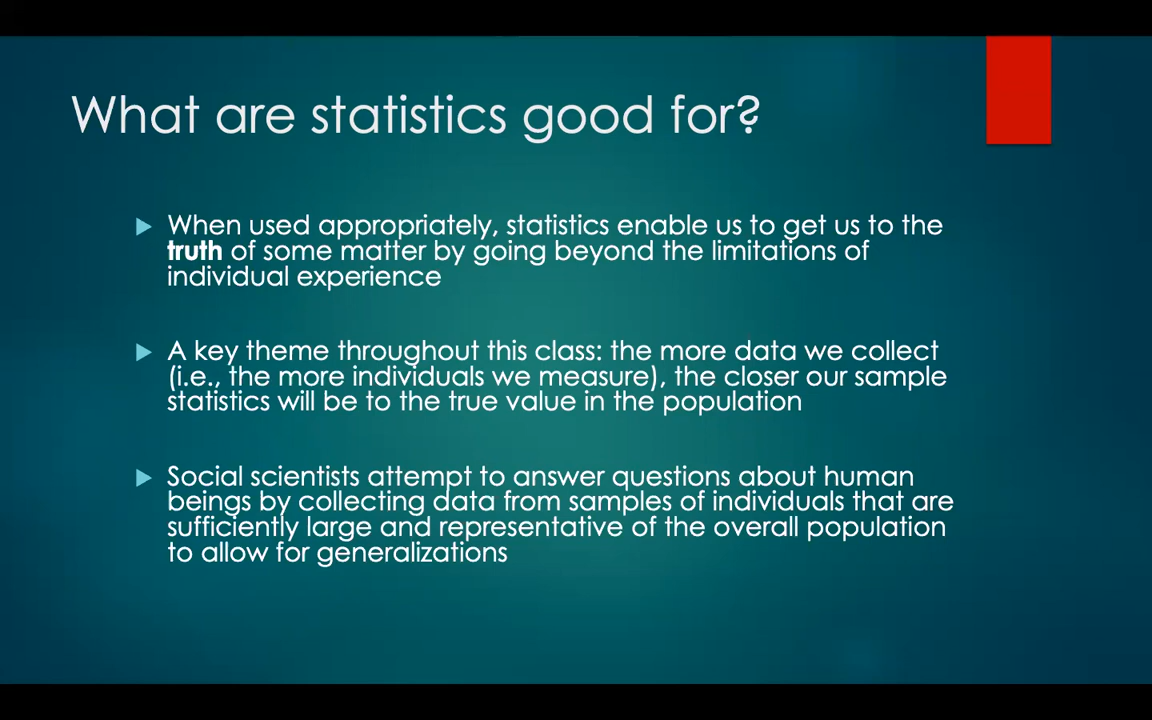 What are statistics good for?
When used appropriately, statistics enable us to get us to the
truth of some matter by going beyond the limitations of
individual experience
A key theme throughout this class: the more data we collect
(i.e., the more individuals we measure), the closer our sample
statistics will be to the true value in the population
Social scientists attempt to answer questions about human
beings by collecting data from samples of individuals that are
sufficiently large and representative of the overall population
to allow for generalizations